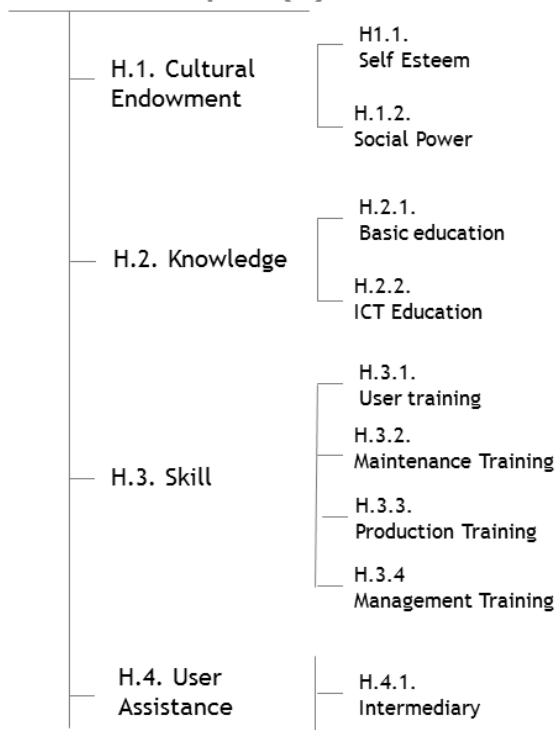 H.1. Cultural
Endowment
H1.1.
Self Esteem
H.1.2.
Social Power
H.2. Knowledge
H.2.1.
Basic education
H.2.2.
ICT Education
H.3. Skill
H.3.1.
User training
H.3.2.
Maintenance Training
H.3.3.
Production Training
H.3.4
Management Training
H.4. User
Assistance
H.4.1.
Intermediary